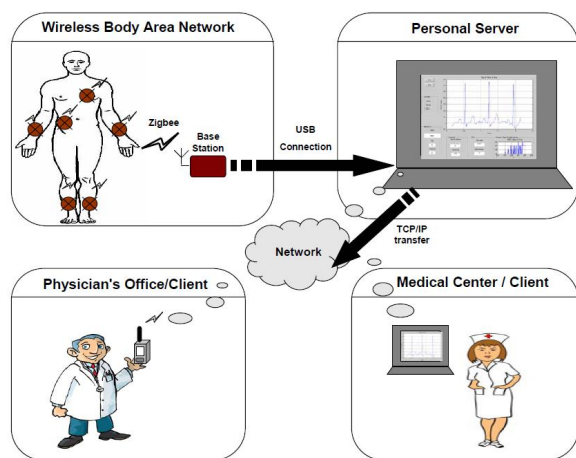 Wireless Body Area Network
Personal Server
Zigbee
Base
Station
USB
Connection
TCP/IP
transfer
Network
Physician's Office/Client
Medical Center / Client